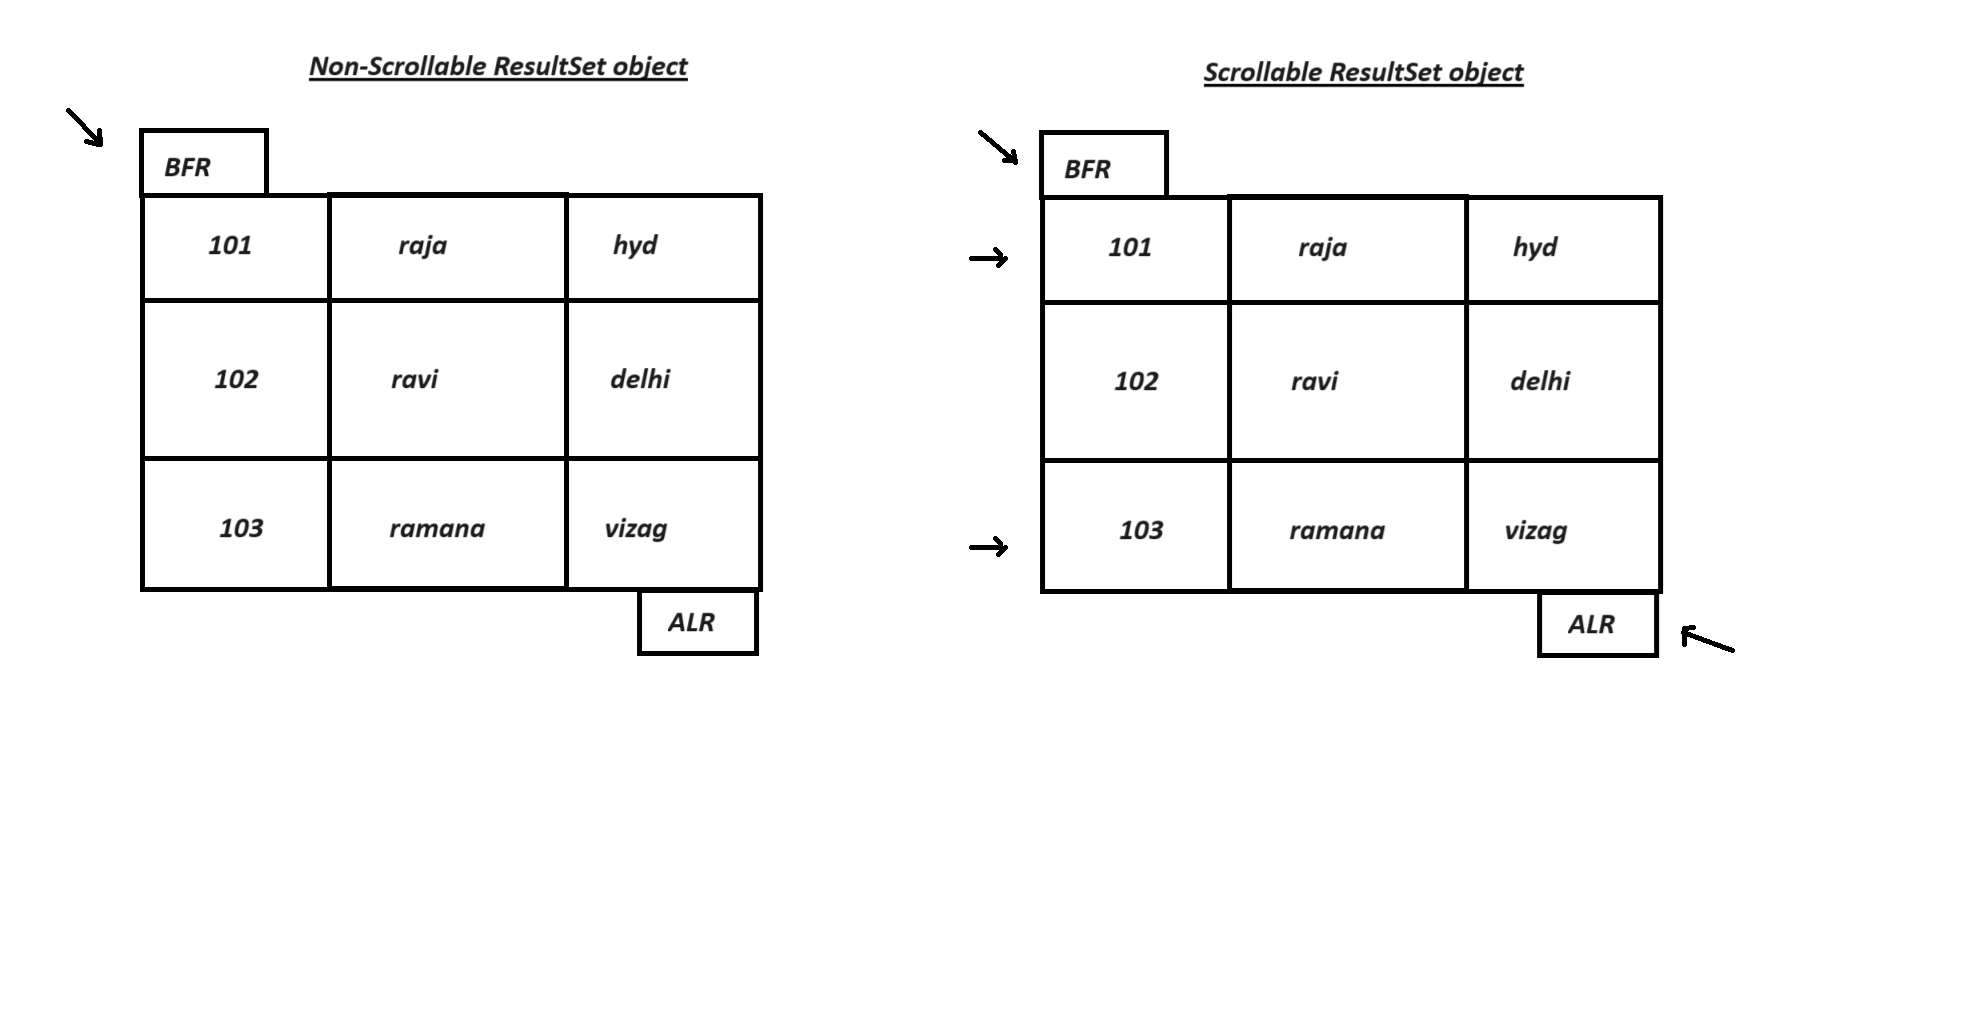 Non-Scrollable ResultSet object
BFR
101 raja hyd
102 ravi delhi
103 ramana vizag
ALR
Scrollable ResultSet object
BFR
101 raja hyd
102 ravi delhi
103 ramana vizag
ALR